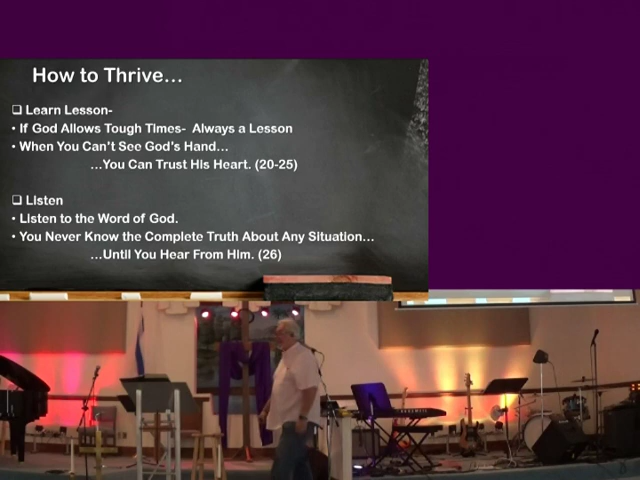 How to Thrive...
❑ Learn Lesson-
• If God Allows Tough Times- Always a Lesson
• When You Can't See God's Hand...
...You Can Trust His Heart. (20-25)
❑ Listen
• Listen to the Word of God.
• You Never Know the Complete Truth About Any Situation...
...Until You Hear From Him. (26)